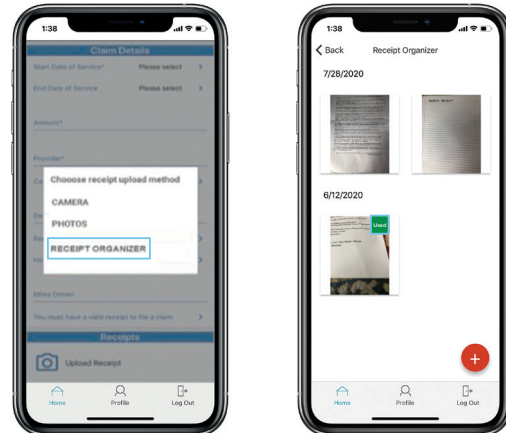 1:38
Claim Details
Start Date of Service* Please select
End Date of Service Please select
Amount*
Provider*
Choose receipt upload method
CAMERA
PHOTOS
RECEIPT ORGANIZER
Miles Driven
You must have a valid receipt to file a claim
Receipts
Upload Receipt
Home Profile Log Out
1:38
Back Receipt Organizer
7/28/2020
6/12/2020
Used
+
Home Profile Log Out